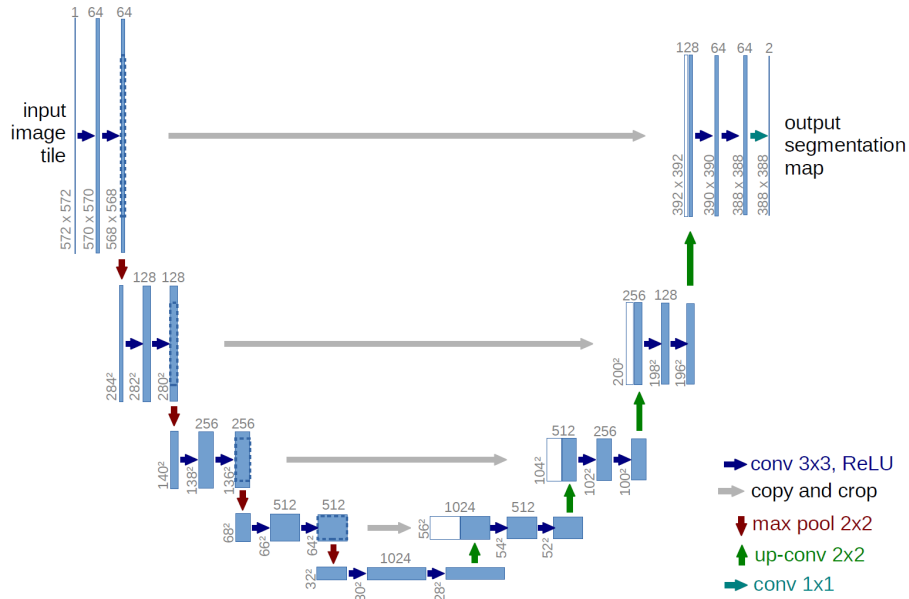 1 64 64
128 64 64 2
input
image
tile
output
segmentation
map
572 x 572
570 x 570
568 x 568
392 x 392
390 x 390
388 x 388
388 x 388
128 128
256 128
284²
282²
280²
200²
198²
196²
256 256
512 256
140²
138²
136²
104²
102²
100²
512 512
1024 512
68²
66²
64²
56²
54²
52²
1024
32²
30²
28²
conv 3x3, ReLU
copy and crop
max pool 2x2
up-conv 2x2
conv 1x1